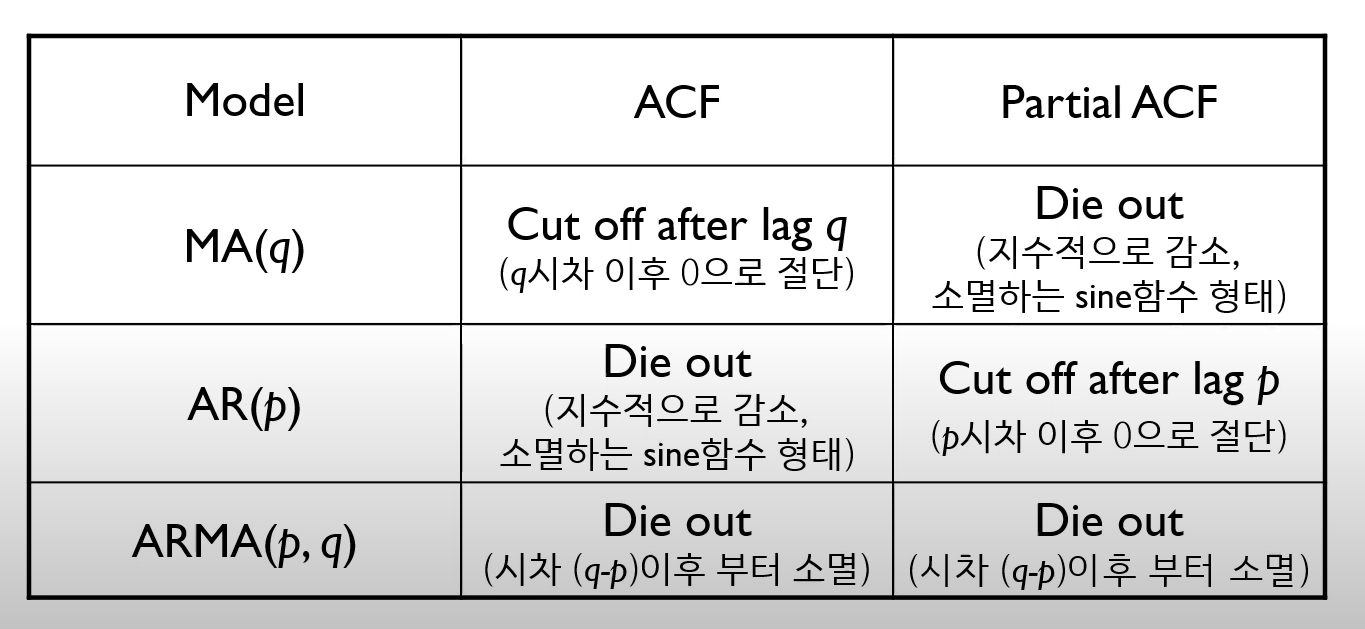 Model
ACF
Partial ACF
MA(q)
Cut off after lag q
(q시차 이후 0으로 절단)
Die out
(지수적으로 감소,
소멸하는 sine함수 형태)
AR(p)
Die out
(지수적으로 감소,
소멸하는 sine함수 형태)
Cut off after lag p
(p시차 이후 0으로 절단)
ARMA(p, q)
Die out
(시차 (q-p)이후 부터 소멸)
Die out
(시차 (q-p)이후 부터 소멸)